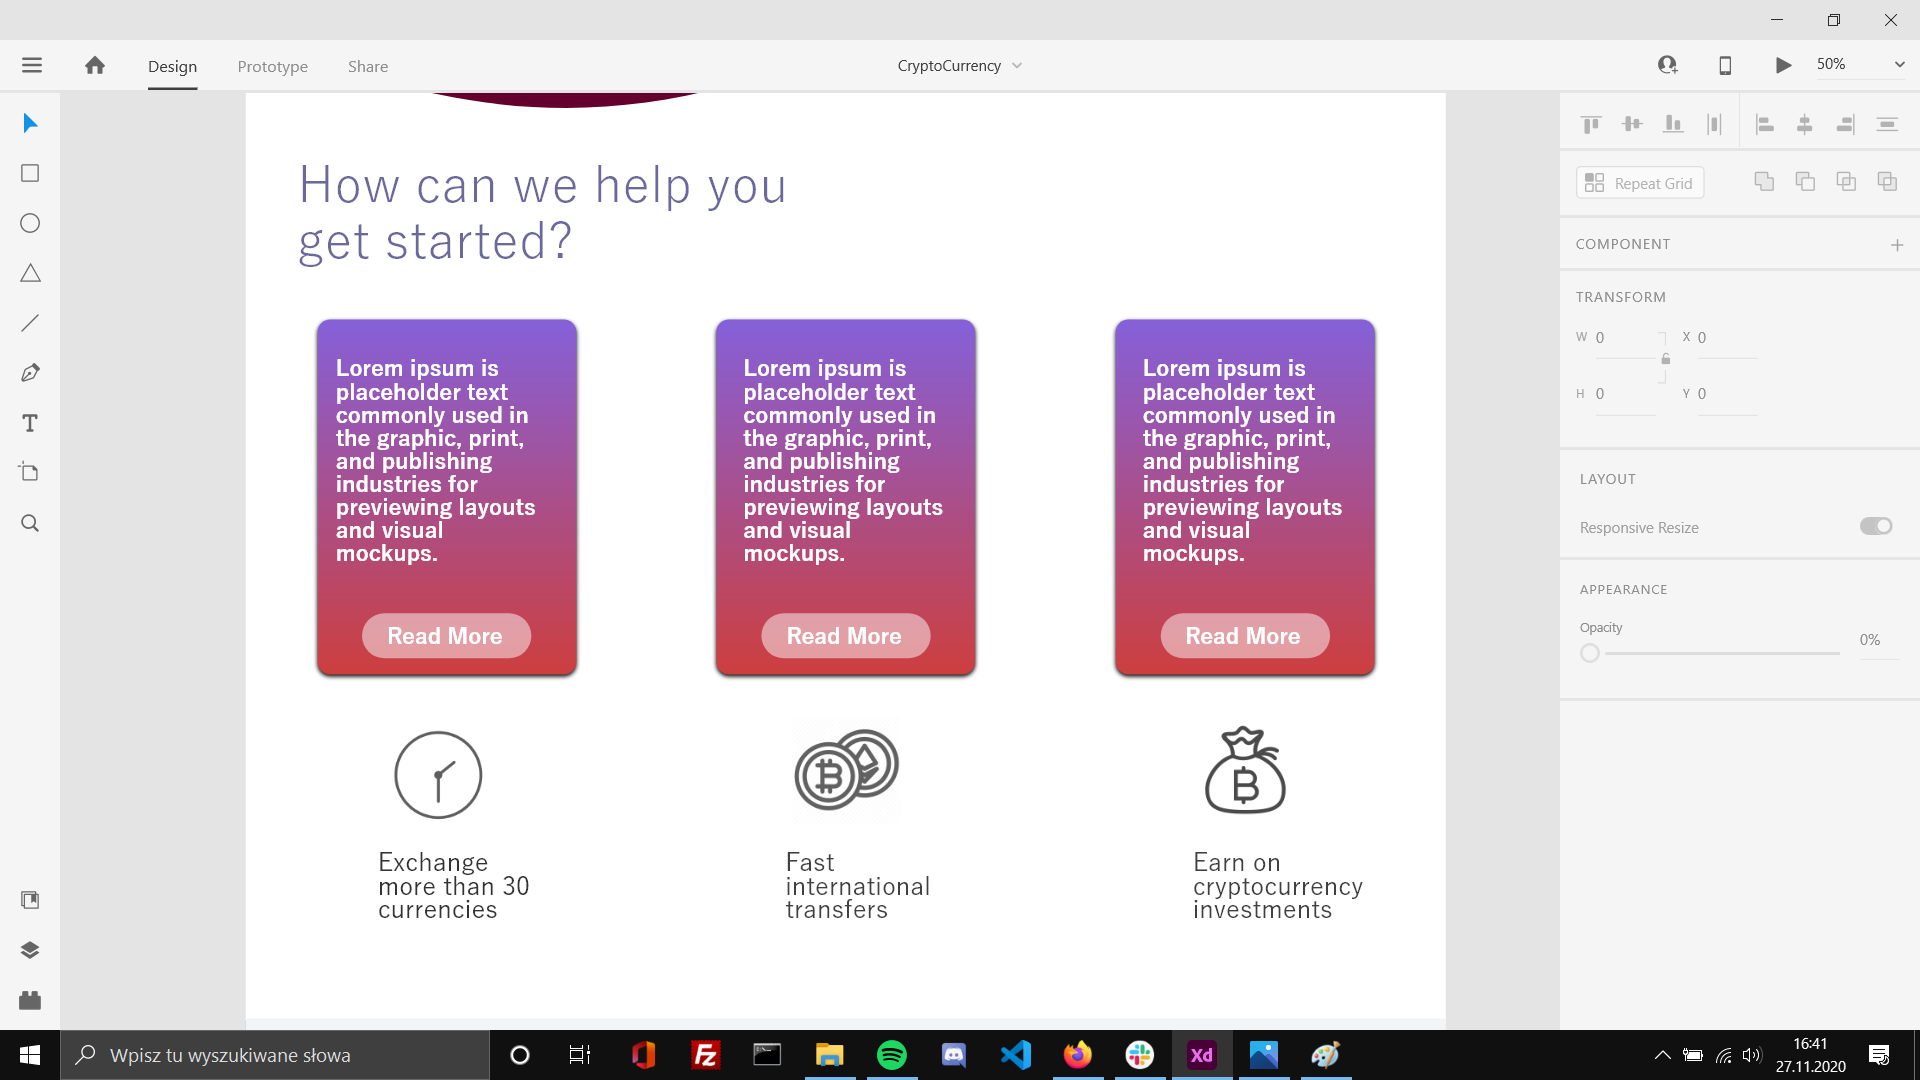 Design
Prototype
Share
CryptoCurrency
50%
How can we help you
get started?
Lorem ipsum is
placeholder text
commonly used in
the graphic, print,
and publishing
industries for
previewing layouts
and visual
mockups.
Read More
Lorem ipsum is
placeholder text
commonly used in
the graphic, print,
and publishing
industries for
previewing layouts
and visual
mockups.
Read More
Lorem ipsum is
placeholder text
commonly used in
the graphic, print,
and publishing
industries for
previewing layouts
and visual
mockups.
Read More
Exchange
more than 30
currencies
Fast
international
transfers
Earn on
cryptocurrency
investments
Repeat Grid
COMPONENT
TRANSFORM
W 0 X 0
H 0 Y 0
LAYOUT
Responsive Resize
APPEARANCE
Opacity
0%
Wpisz tu wyszukiwane słowa
Fz
Xd
16:41
27.11.2020